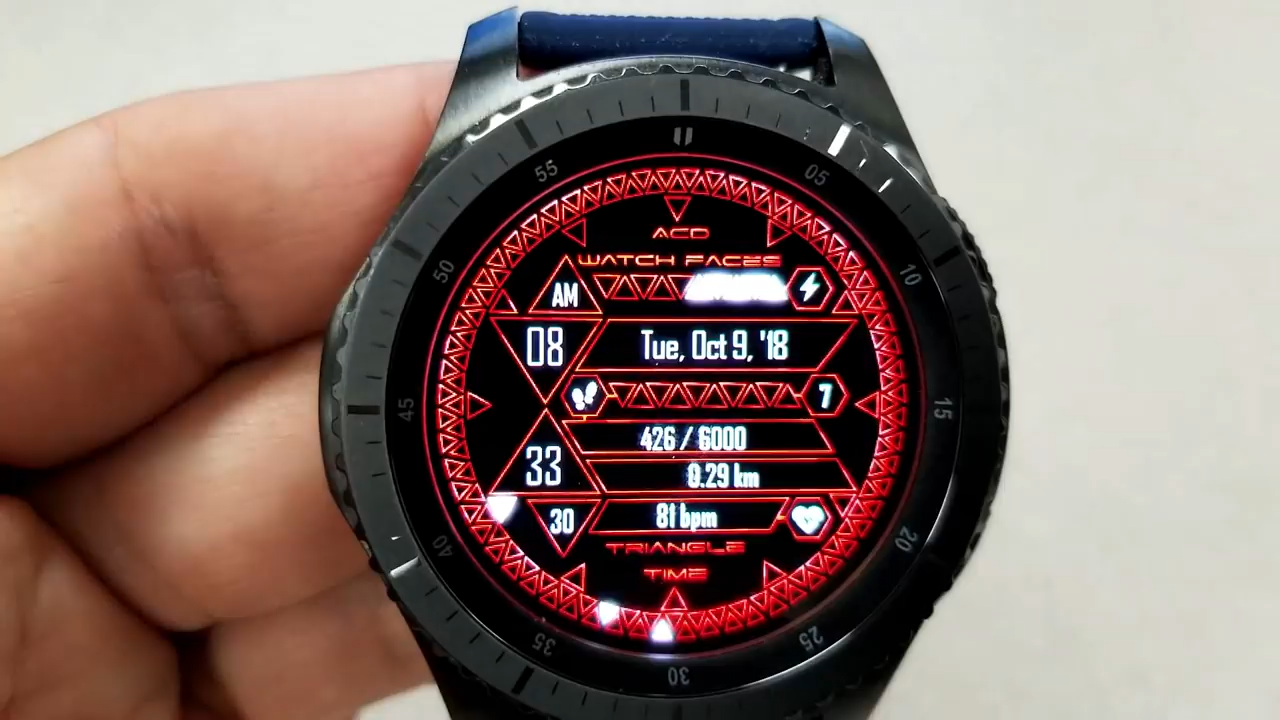 55
05
50
10
45
15
40
20
35
25
30
ACD
WATCH FACES
AM
08
Tue, Oct 9, '18
7
426 / 6000
33
0.29 km
30
81 bpm
TRIANGLE
TIME